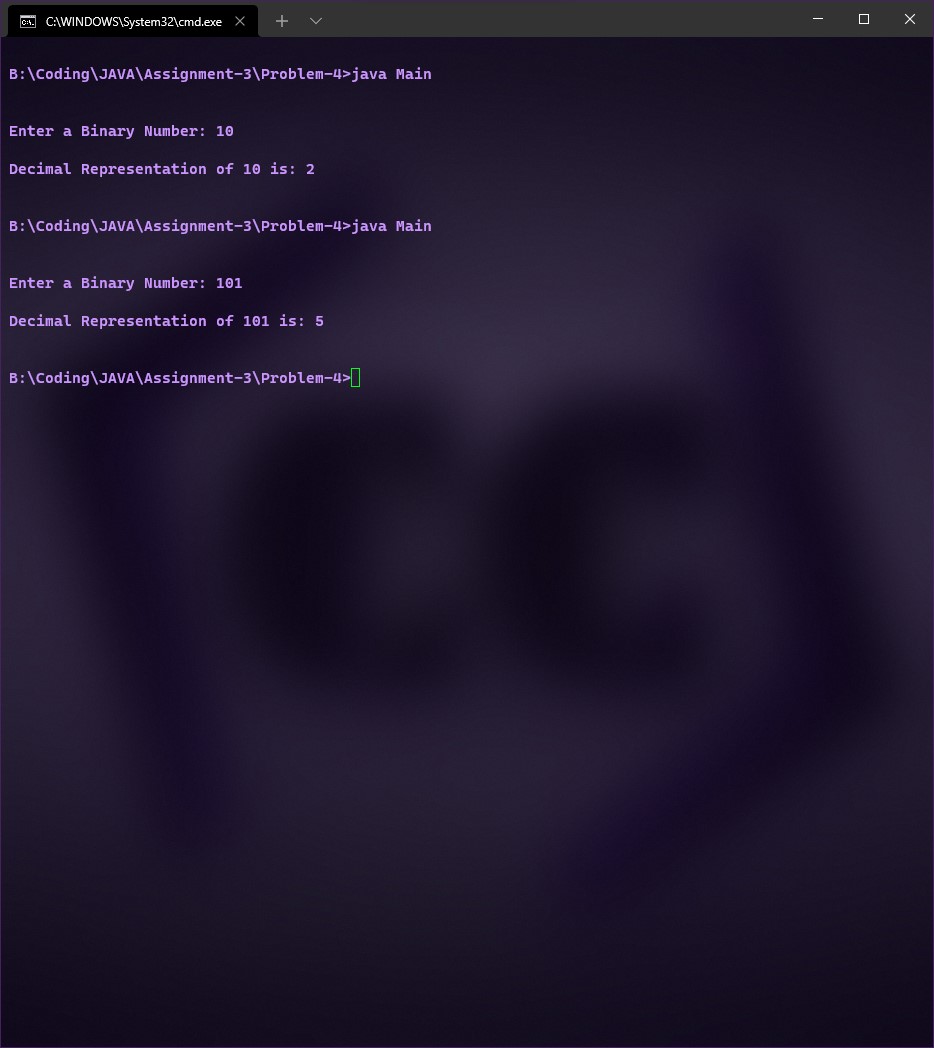 C:\WINDOWS\System32\cmd.exe
B:\Coding\JAVA\Assignment-3\Problem-4>java Main
Enter a Binary Number: 10
Decimal Representation of 10 is: 2
B:\Coding\JAVA\Assignment-3\Problem-4>java Main
Enter a Binary Number: 101
Decimal Representation of 101 is: 5
B:\Coding\JAVA\Assignment-3\Problem-4>
CC